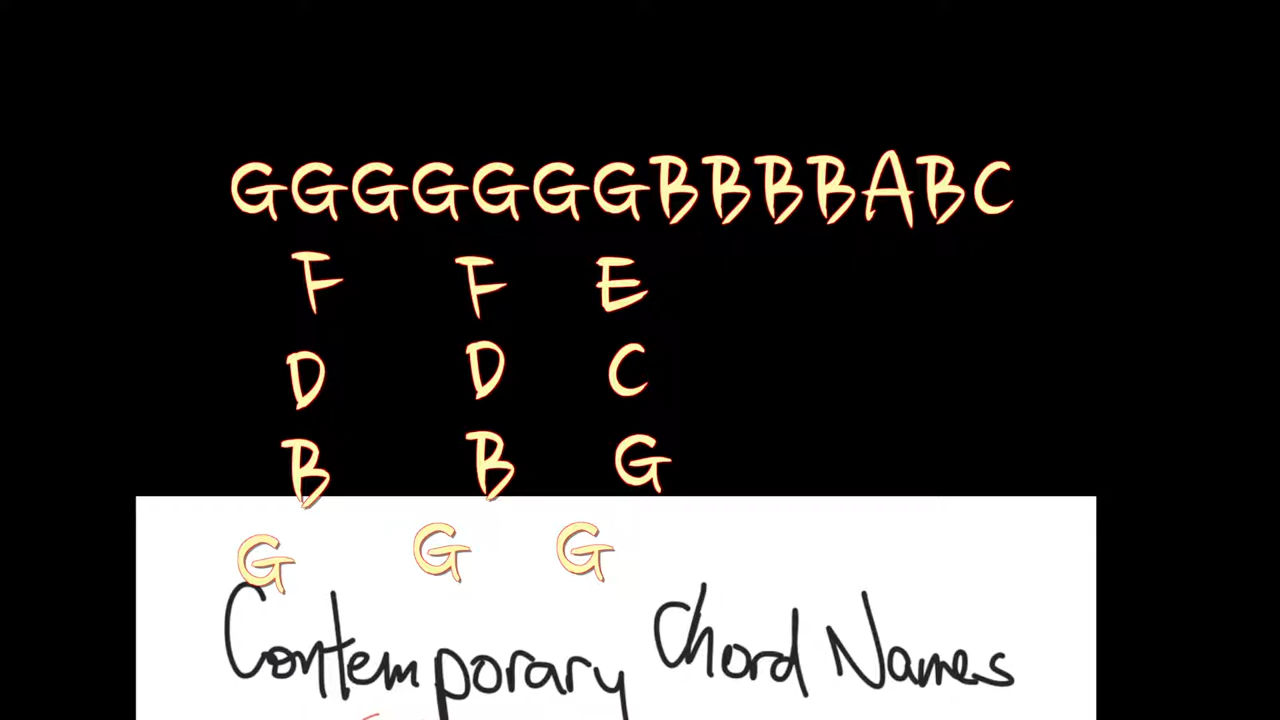 GGGGGGGBBBBABC
F F E
D D C
B B G
G G G
Contemporary Chord Names